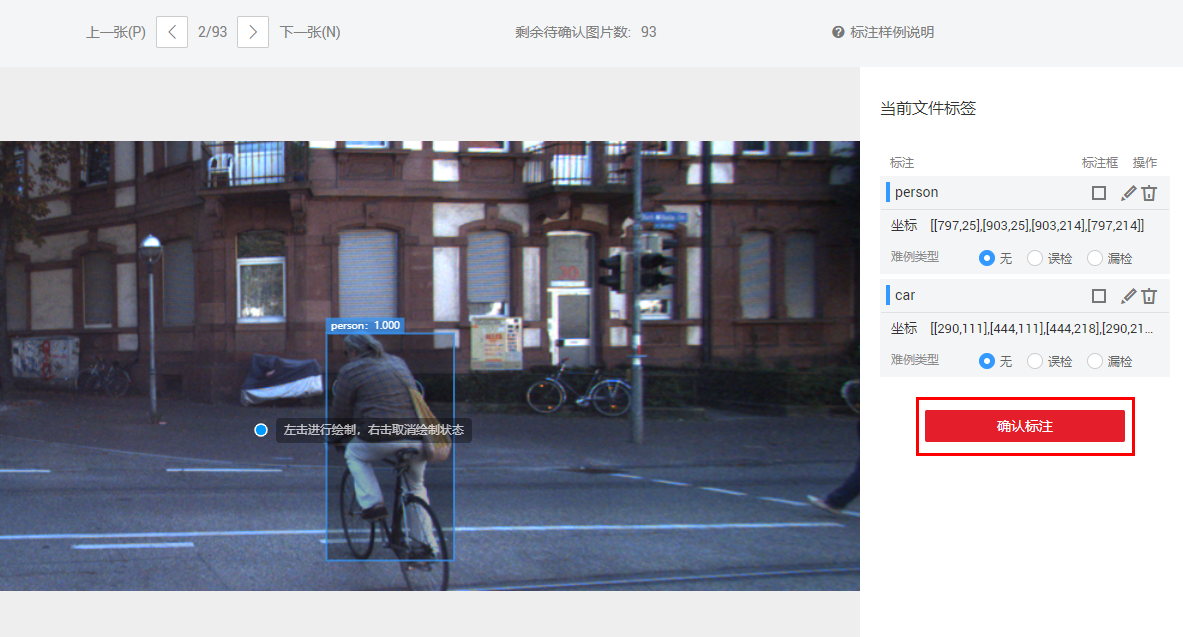 上一张(P) 2/93 下一张(N) 剩余待确认图片数: 93 标注样例说明
当前文件标签
标注 标注框 操作
person
坐标 [[797,25],[903,25],[903,214],[797,214]]
难例类型 无 误检 漏检
car
坐标 [[290,111],[444,111],[444,218],[290,21...
难例类型 无 误检 漏检
确认标注
person: 1.000
左击进行绘制，右击取消绘制状态